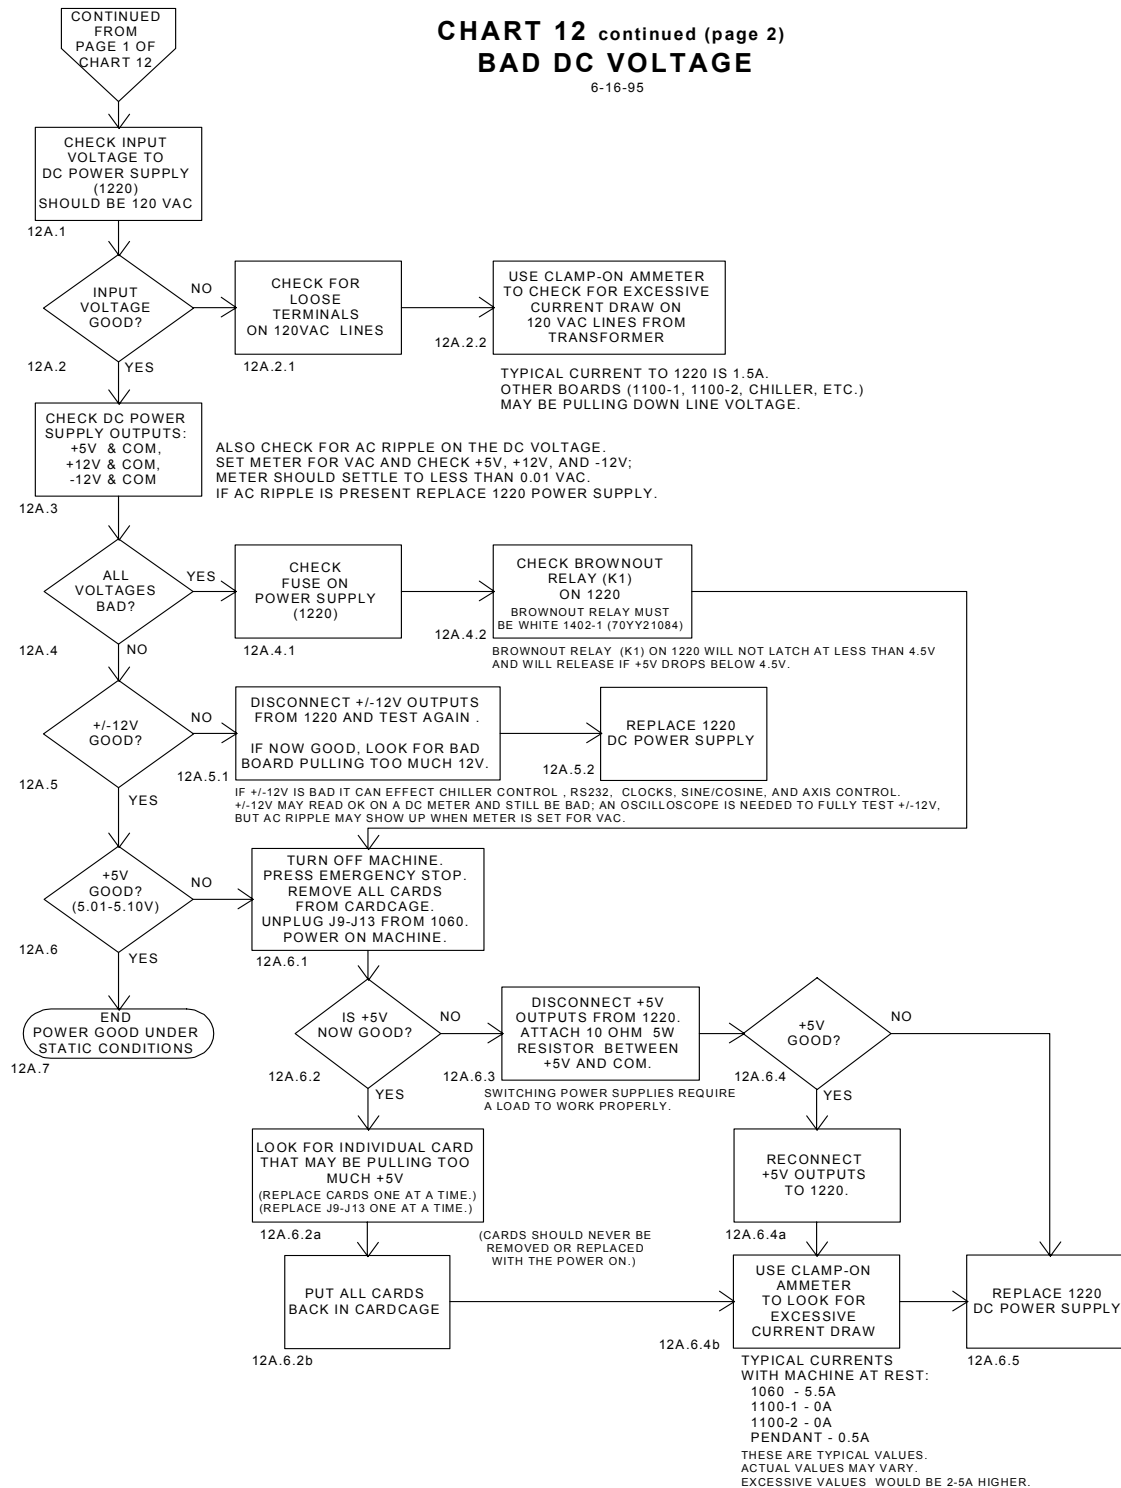 CONTINUED
FROM
PAGE 1 OF
CHART 12
CHART 12 continued (page 2)
BAD DC VOLTAGE
6-16-95
CHECK INPUT
VOLTAGE TO
DC POWER SUPPLY
(1220)
SHOULD BE 120 VAC
12A.1
INPUT
VOLTAGE
GOOD?
NO
12A.2
YES
CHECK FOR
LOOSE
TERMINALS
ON 120VAC LINES
12A.2.1
USE CLAMP-ON AMMETER
TO CHECK FOR EXCESSIVE
CURRENT DRAW ON
120 VAC LINES FROM
TRANSFORMER
12A.2.2
TYPICAL CURRENT TO 1220 IS 1.5A.
OTHER BOARDS (1100-1, 1100-2, CHILLER, ETC.)
MAY BE PULLING DOWN LINE VOLTAGE.
CHECK DC POWER
SUPPLY OUTPUTS:
+5V & COM,
+12V & COM,
-12V & COM
12A.3
ALSO CHECK FOR AC RIPPLE ON THE DC VOLTAGE.
SET METER FOR VAC AND CHECK +5V, +12V, AND -12V;
METER SHOULD SETTLE TO LESS THAN 0.01 VAC.
IF AC RIPPLE IS PRESENT REPLACE 1220 POWER SUPPLY.
ALL
VOLTAGES
BAD?
YES
12A.4
NO
CHECK
FUSE ON
POWER SUPPLY
(1220)
12A.4.1
CHECK BROWNOUT
RELAY (K1)
ON 1220
BROWNOUT RELAY MUST
BE WHITE 1402-1 (70YY21084)
12A.4.2
BROWNOUT RELAY (K1) ON 1220 WILL NOT LATCH AT LESS THAN 4.5V
AND WILL RELEASE IF +5V DROPS BELOW 4.5V.
+/-12V
GOOD?
NO
12A.5
YES
DISCONNECT +/-12V OUTPUTS
FROM 1220 AND TEST AGAIN .
IF NOW GOOD, LOOK FOR BAD
BOARD PULLING TOO MUCH 12V.
12A.5.1
REPLACE 1220
DC POWER SUPPLY
12A.5.2
IF +/-12V IS BAD IT CAN EFFECT CHILLER CONTROL , RS232, CLOCKS, SINE/COSINE, AND AXIS CONTROL.
+/-12V MAY READ OK ON A DC METER AND STILL BE BAD; AN OSCILLOSCOPE IS NEEDED TO FULLY TEST +/-12V,
BUT AC RIPPLE MAY SHOW UP WHEN METER IS SET FOR VAC.
+5V
GOOD?
(5.01-5.10V)
NO
12A.6
YES
TURN OFF MACHINE.
PRESS EMERGENCY STOP.
REMOVE ALL CARDS
FROM CARDCAGE.
UNPLUG J9-J13 FROM 1060.
POWER ON MACHINE.
12A.6.1
END
POWER GOOD UNDER
STATIC CONDITIONS
12A.7
IS +5V
NOW GOOD?
NO
12A.6.2
YES
DISCONNECT +5V
OUTPUTS FROM 1220.
ATTACH 10 OHM 5W
RESISTOR BETWEEN
+5V AND COM.
12A.6.3
SWITCHING POWER SUPPLIES REQUIRE
A LOAD TO WORK PROPERLY.
+5V
GOOD?
NO
12A.6.4
YES
LOOK FOR INDIVIDUAL CARD
THAT MAY BE PULLING TOO
MUCH +5V
(REPLACE CARDS ONE AT A TIME.)
(REPLACE J9-J13 ONE AT A TIME.)
12A.6.2a
RECONNECT
+5V OUTPUTS
TO 1220.
12A.6.4a
(CARDS SHOULD NEVER BE
REMOVED OR REPLACED
WITH THE POWER ON.)
PUT ALL CARDS
BACK IN CARDCAGE
12A.6.2b
USE CLAMP-ON
AMMETER
TO LOOK FOR
EXCESSIVE
CURRENT DRAW
12A.6.4b
REPLACE 1220
DC POWER SUPPLY
12A.6.5
TYPICAL CURRENTS
WITH MACHINE AT REST:
1060 - 5.5A
1100-1 - 0A
1100-2 - 0A
PENDANT - 0.5A
THESE ARE TYPICAL VALUES.
ACTUAL VALUES MAY VARY.
EXCESSIVE VALUES WOULD BE 2-5A HIGHER.